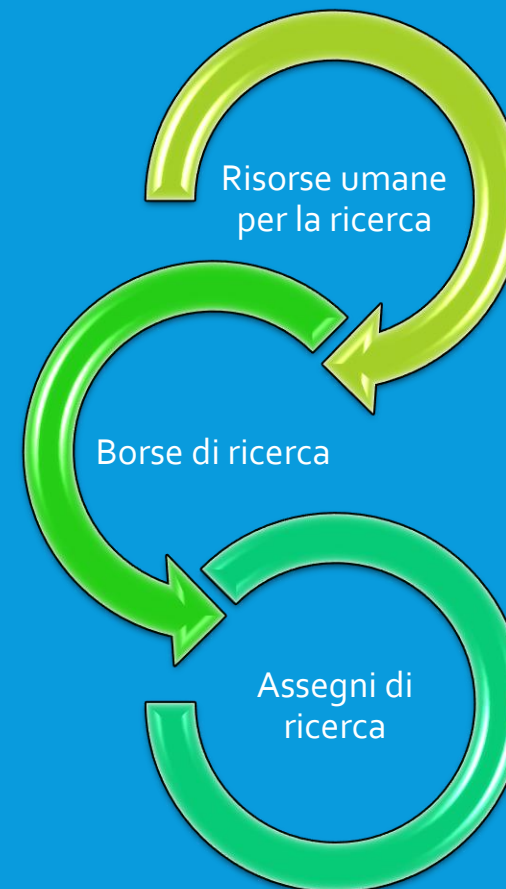 Risorse umane
per la ricerca
Borse di ricerca
Assegni di
ricerca